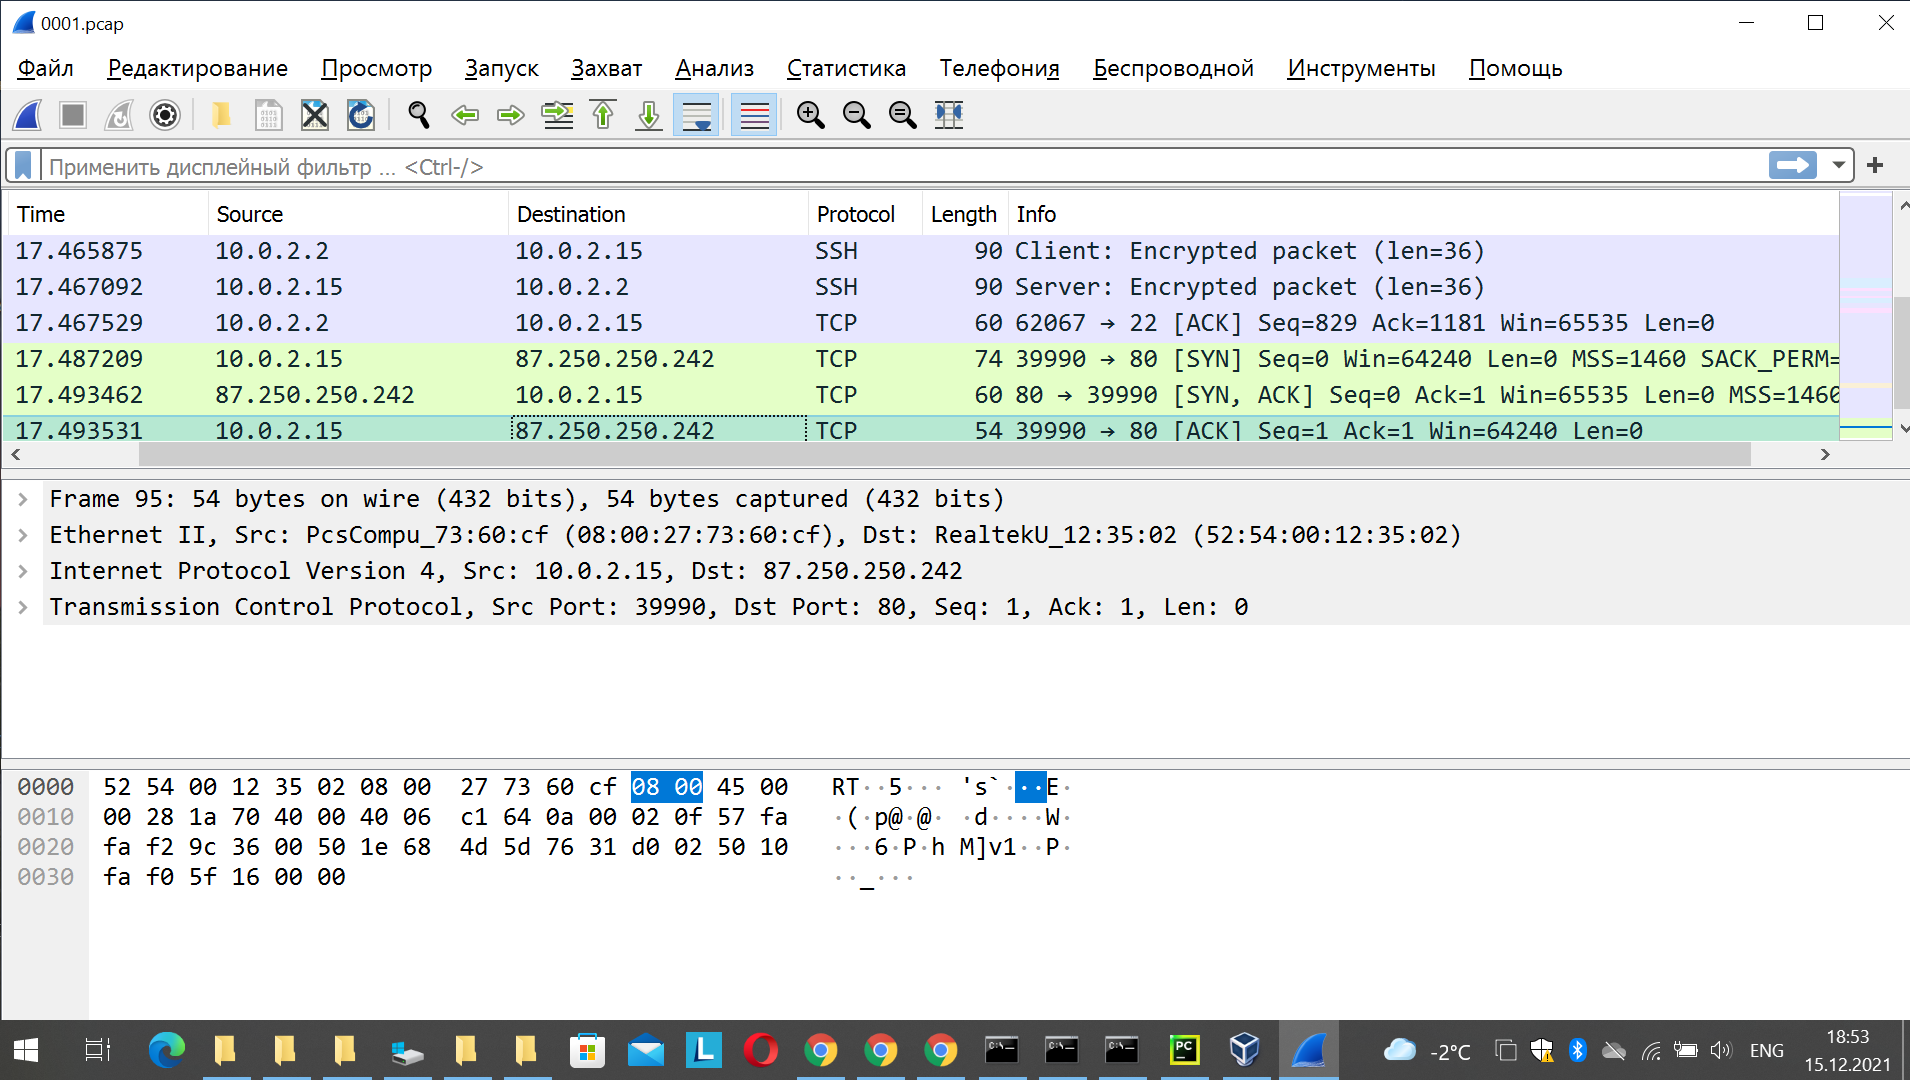 0001.pcap
Файл Редактирование Просмотр Запуск Захват Анализ Статистика Телефония Беспроводной Инструменты Помощь
Применить дисплейный фильтр ... <Ctrl-/>
Time Source Destination Protocol Length Info
17.465875 10.0.2.2 10.0.2.15 SSH 90 Client: Encrypted packet (len=36)
17.467092 10.0.2.15 10.0.2.2 SSH 90 Server: Encrypted packet (len=36)
17.467529 10.0.2.2 10.0.2.15 TCP 60 62067 → 22 [ACK] Seq=829 Ack=1181 Win=65535 Len=0
17.487209 10.0.2.15 87.250.250.242 TCP 74 39990 → 80 [SYN] Seq=0 Win=64240 Len=0 MSS=1460 SACK_PERM=
17.493462 87.250.250.242 10.0.2.15 TCP 60 80 → 39990 [SYN, ACK] Seq=0 Ack=1 Win=65535 Len=0 MSS=1460
17.493531 10.0.2.15 87.250.250.242 TCP 54 39990 → 80 [ACK] Seq=1 Ack=1 Win=64240 Len=0
Frame 95: 54 bytes on wire (432 bits), 54 bytes captured (432 bits)
Ethernet II, Src: PcsCompu_73:60:cf (08:00:27:73:60:cf), Dst: RealtekU_12:35:02 (52:54:00:12:35:02)
Internet Protocol Version 4, Src: 10.0.2.15, Dst: 87.250.250.242
Transmission Control Protocol, Src Port: 39990, Dst Port: 80, Seq: 1, Ack: 1, Len: 0
0000 52 54 00 12 35 02 08 00 27 73 60 cf 08 00 45 00 RT··5··· 's`···E·
0010 00 28 1a 70 40 00 40 06 c1 64 0a 00 02 0f 57 fa ·(·p@·@· ·d····W·
0020 fa f2 9c 36 00 50 1e 68 4d 5d 76 31 d0 02 50 10 ···6·P·h M]v1··P·
0030 fa f0 5f 16 00 00 ··_···
L
C:\_
C:\_
C:\_
PC
-2°C
ENG
18:53
15.12.2021